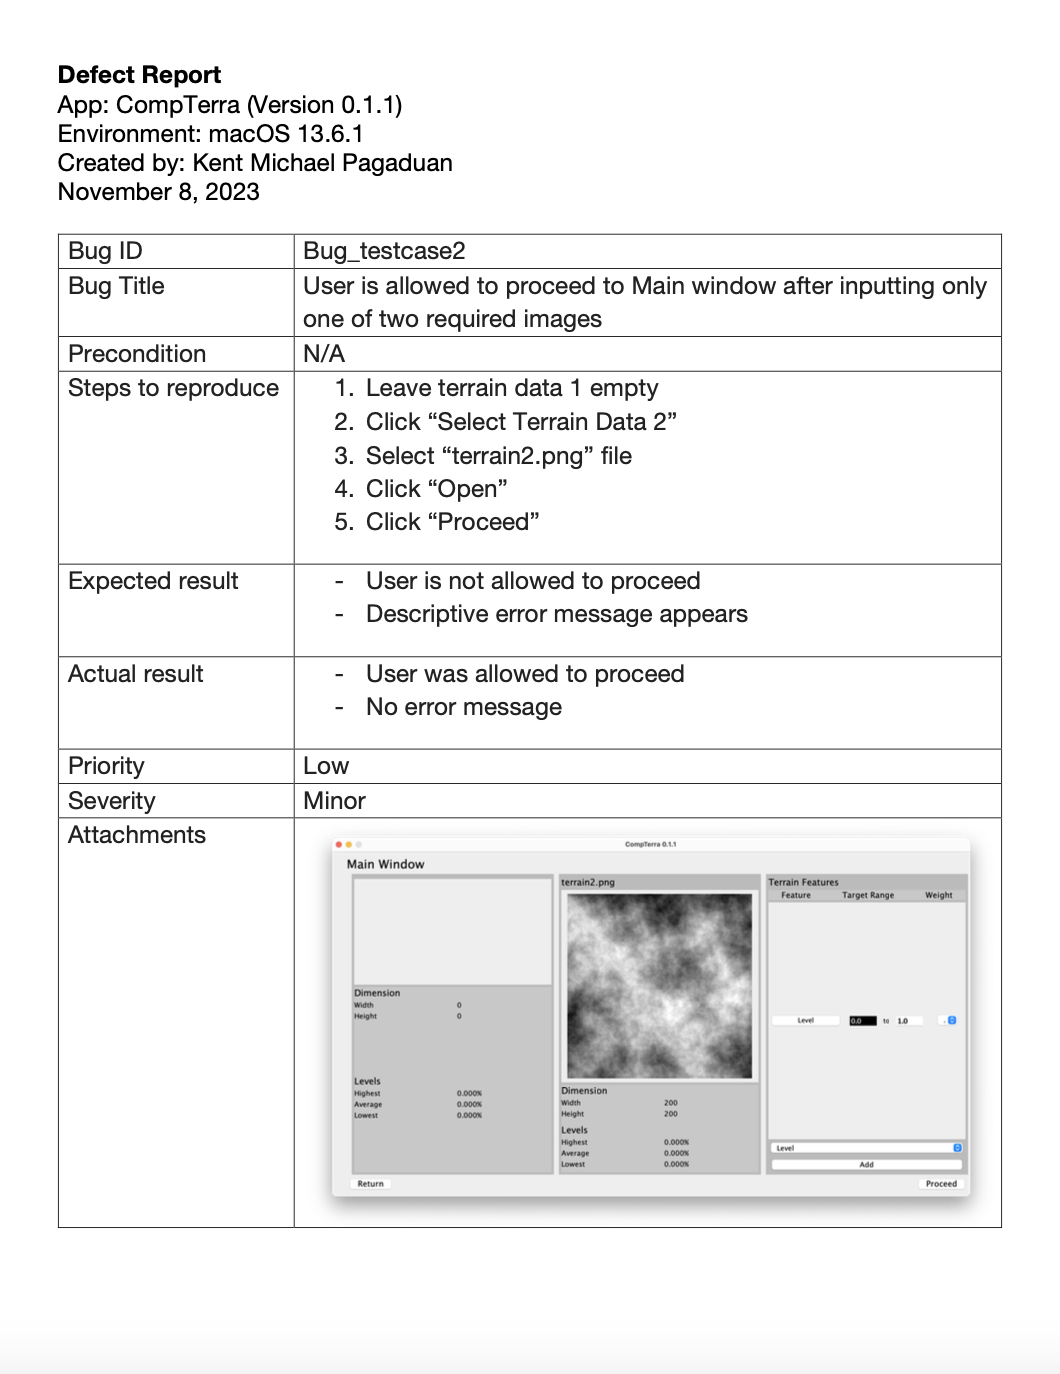 Defect Report
App: CompTerra (Version 0.1.1)
Environment: macOS 13.6.1
Created by: Kent Michael Pagaduan
November 8, 2023
Bug ID
Bug_testcase2
Bug Title
User is allowed to proceed to Main window after inputting only
one of two required images
Precondition
N/A
Steps to reproduce
1. Leave terrain data 1 empty
2. Click “Select Terrain Data 2”
3. Select “terrain2.png” file
4. Click “Open”
5. Click “Proceed”
Expected result
- User is not allowed to proceed
- Descriptive error message appears
Actual result
- User was allowed to proceed
- No error message
Priority
Low
Severity
Minor
Attachments
CompTerra 0.1.1
Main Window
Dimension
Width 0
Height 0
Levels
Highest 0.000%
Average 0.000%
Lowest 0.000%
terrain2.png
Dimension
Width 200
Height 200
Levels
Highest 0.000%
Average 0.000%
Lowest 0.000%
Terrain Features
Feature Target Range Weight
Level 0.0 to 1.0
Level
Add
Return
Proceed